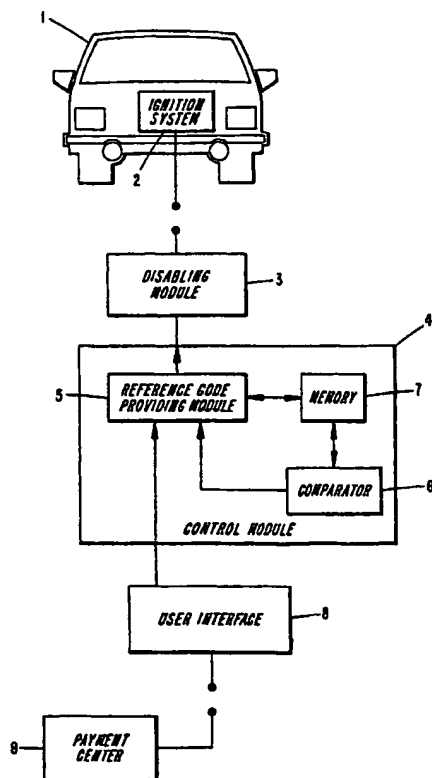 1
IGNITION
SYSTEM
2
DISABLING
MODULE
3
4
5
REFERENCE CODE
PROVIDING MODULE
MEMORY
7
COMPARATOR
6
CONTROL MODULE
USER INTERFACE
8
9
PAYMENT
CENTER